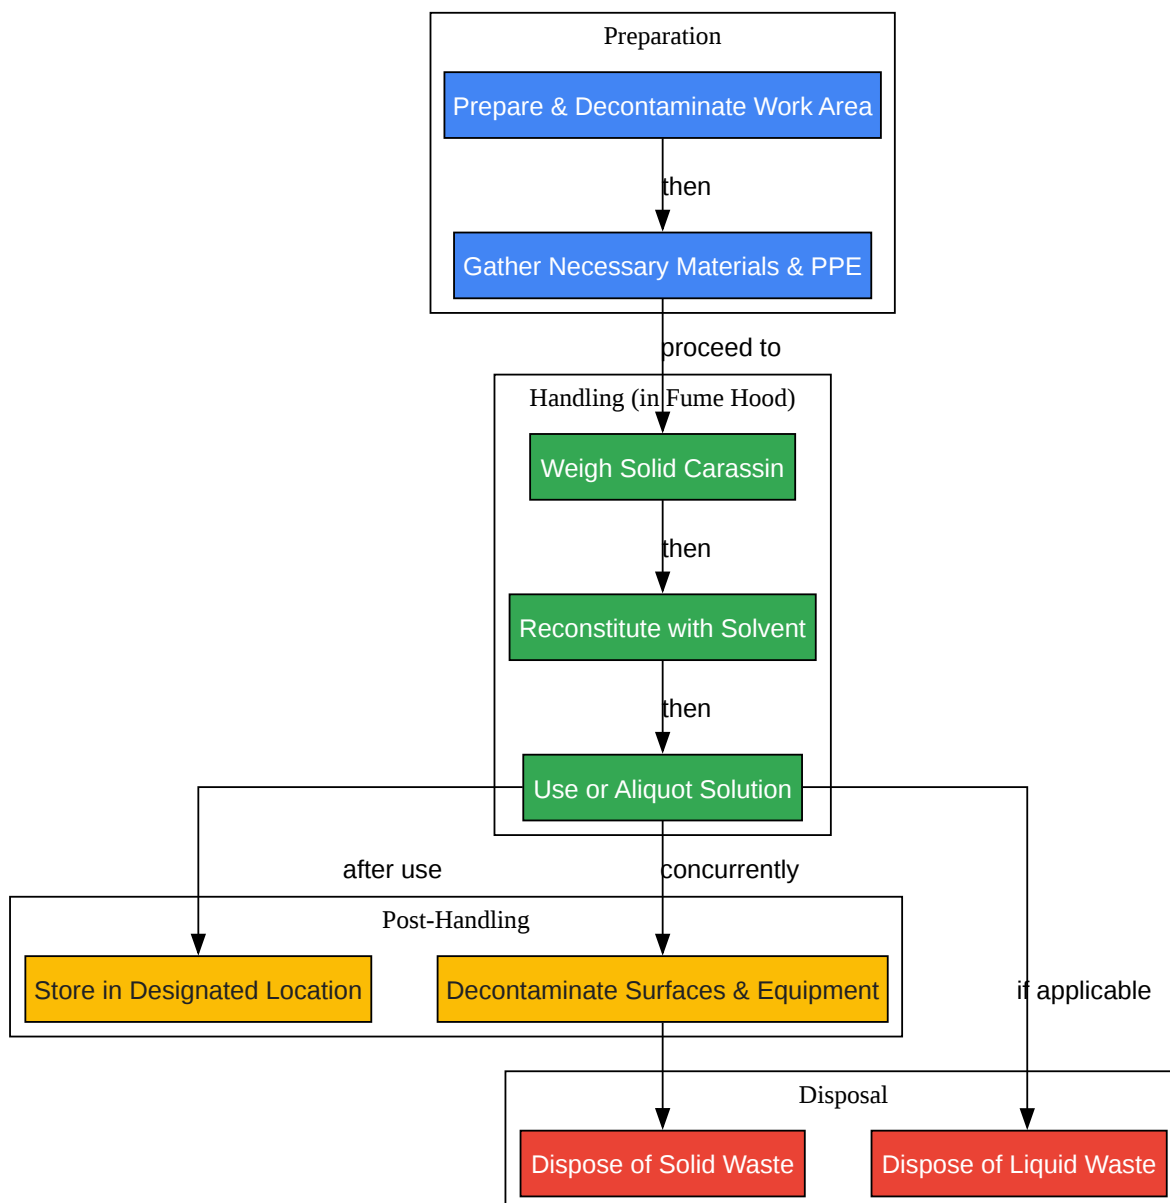 Preparation
Prepare & Decontaminate Work Area
then
Gather Necessary Materials & PPE
proceed to
Handling (in Fume Hood)
Weigh Solid Carassin
then
Reconstitute with Solvent
then
Use or Aliquot Solution
after use
concurrently
Post-Handling
Store in Designated Location
Decontaminate Surfaces & Equipment
if applicable
Disposal
Dispose of Solid Waste
Dispose of Liquid Waste